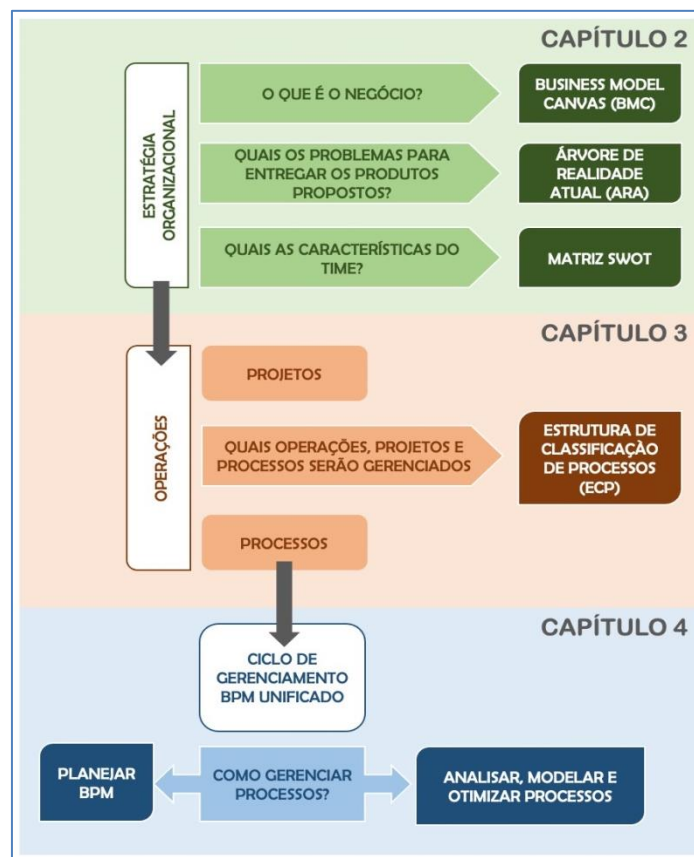 CAPÍTULO 2
ESTRATÉGIA
ORGANIZACIONAL
O QUE É O NEGÓCIO?
BUSINESS MODEL
CANVAS (BMC)
QUAIS OS PROBLEMAS PARA
ENTREGAR OS PRODUTOS
PROPOSTOS?
ÁRVORE DE
REALIDADE
ATUAL (ARA)
QUAIS AS CARACTERÍSTICAS DO
TIME?
MATRIZ SWOT
CAPÍTULO 3
OPERAÇÕES
PROJETOS
QUAIS OPERAÇÕES, PROJETOS E
PROCESSOS SERÃO GERENCIADOS
ESTRUTURA DE
CLASSIFICAÇÀO
DE PROCESSOS
(ECP)
PROCESSOS
CAPÍTULO 4
CICLO DE
GERENCIAMENTO
BPM UNIFICADO
PLANEJAR
BPM
COMO GERENCIAR
PROCESSOS?
ANALISAR, MODELAR E
OTIMIZAR PROCESSOS